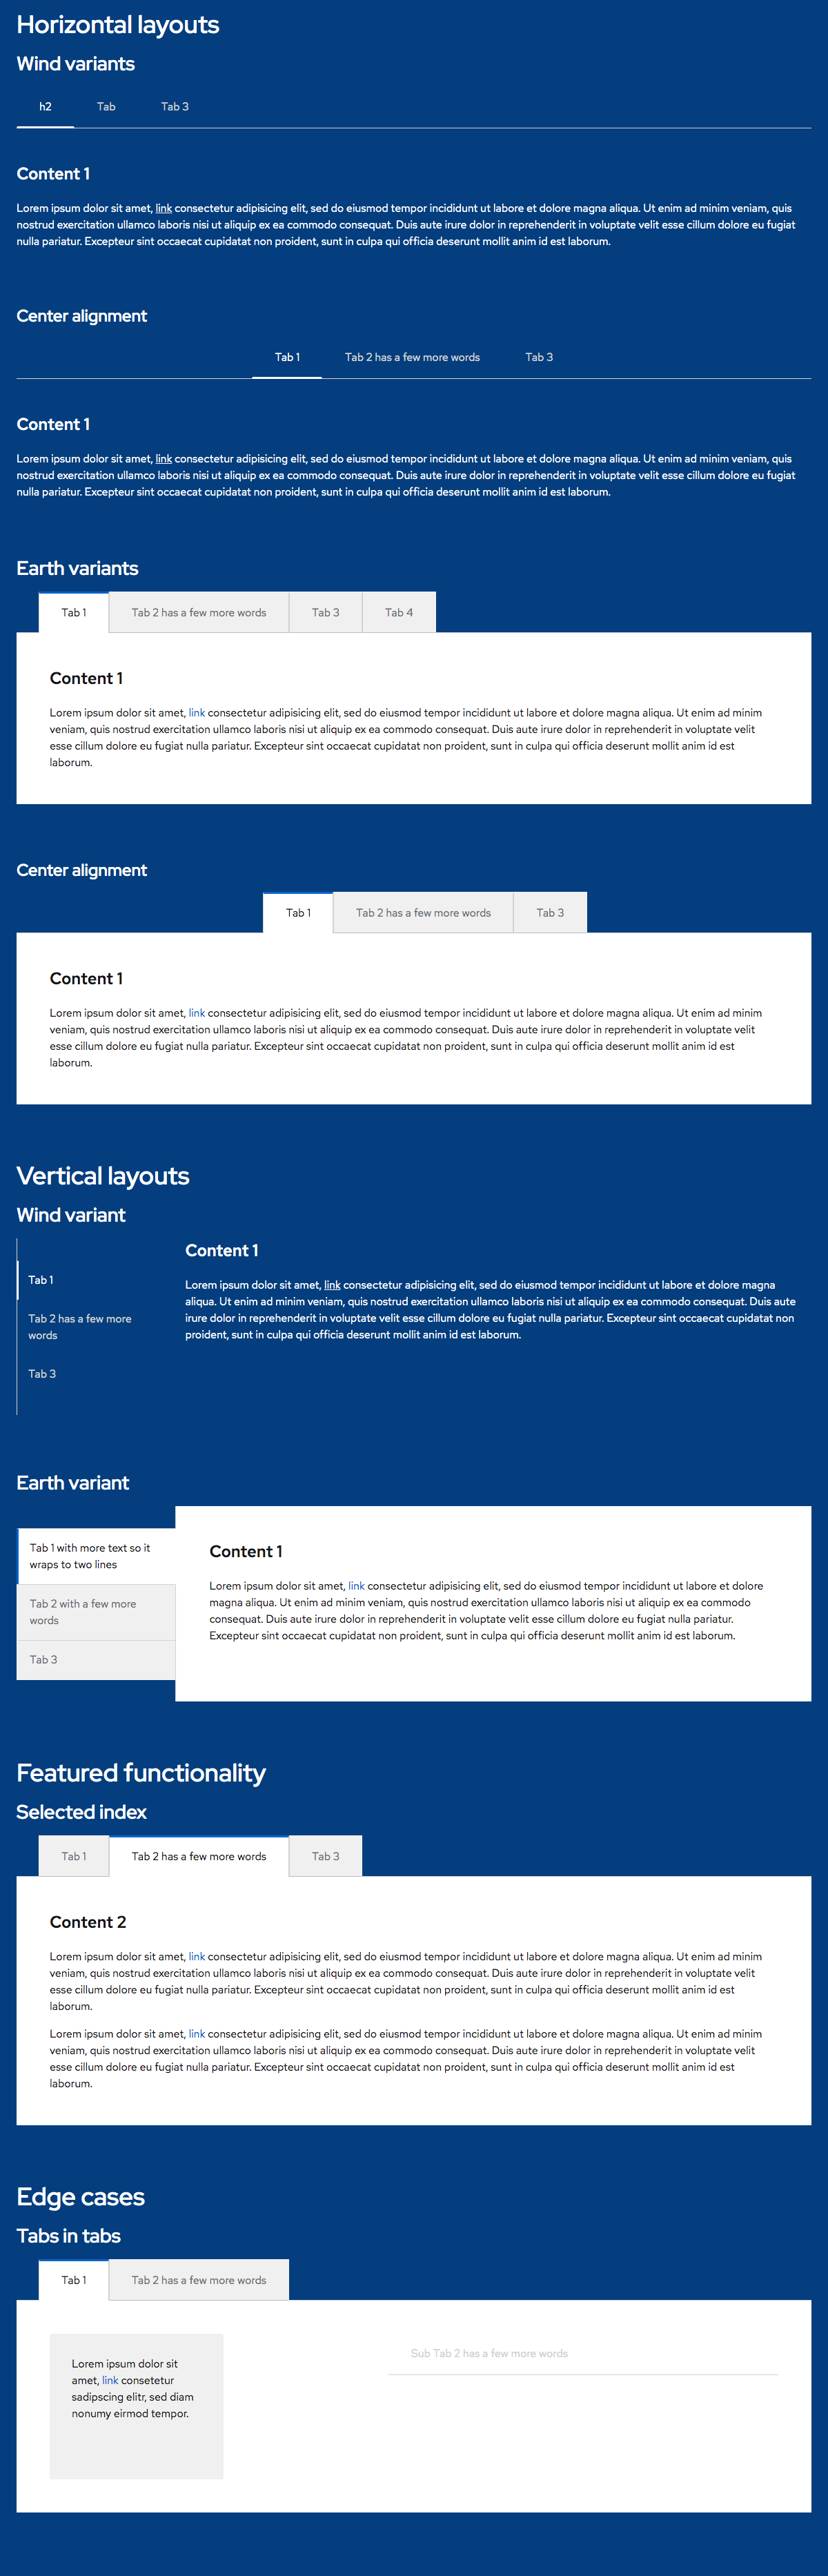 Horizontal layouts
Wind variants
h2 Tab Tab 3
Content 1
Lorem ipsum dolor sit amet, link consectetur adipisicing elit, sed do eiusmod tempor incididunt ut labore et dolore magna aliqua. Ut enim ad minim veniam, quis
nostrud exercitation ullamco laboris nisi ut aliquip ex ea commodo consequat. Duis aute irure dolor in reprehenderit in voluptate velit esse cillum dolore eu fugiat
nulla pariatur. Excepteur sint occaecat cupidatat non proident, sunt in culpa qui officia deserunt mollit anim id est laborum.
Center alignment
Tab 1 Tab 2 has a few more words Tab 3
Content 1
Lorem ipsum dolor sit amet, link consectetur adipisicing elit, sed do eiusmod tempor incididunt ut labore et dolore magna aliqua. Ut enim ad minim veniam, quis
nostrud exercitation ullamco laboris nisi ut aliquip ex ea commodo consequat. Duis aute irure dolor in reprehenderit in voluptate velit esse cillum dolore eu fugiat
nulla pariatur. Excepteur sint occaecat cupidatat non proident, sunt in culpa qui officia deserunt mollit anim id est laborum.
Earth variants
Tab 1 Tab 2 has a few more words Tab 3 Tab 4
Content 1
Lorem ipsum dolor sit amet, link consectetur adipisicing elit, sed do eiusmod tempor incididunt ut labore et dolore magna aliqua. Ut enim ad minim
veniam, quis nostrud exercitation ullamco laboris nisi ut aliquip ex ea commodo consequat. Duis aute irure dolor in reprehenderit in voluptate velit
esse cillum dolore eu fugiat nulla pariatur. Excepteur sint occaecat cupidatat non proident, sunt in culpa qui officia deserunt mollit anim id est
laborum.
Center alignment
Tab 1 Tab 2 has a few more words Tab 3
Content 1
Lorem ipsum dolor sit amet, link consectetur adipisicing elit, sed do eiusmod tempor incididunt ut labore et dolore magna aliqua. Ut enim ad minim
veniam, quis nostrud exercitation ullamco laboris nisi ut aliquip ex ea commodo consequat. Duis aute irure dolor in reprehenderit in voluptate velit
esse cillum dolore eu fugiat nulla pariatur. Excepteur sint occaecat cupidatat non proident, sunt in culpa qui officia deserunt mollit anim id est
laborum.
Vertical layouts
Wind variant
Tab 1
Tab 2 has a few more
words
Tab 3
Content 1
Lorem ipsum dolor sit amet, link consectetur adipisicing elit, sed do eiusmod tempor incididunt ut labore et dolore magna
aliqua. Ut enim ad minim veniam, quis nostrud exercitation ullamco laboris nisi ut aliquip ex ea commodo consequat. Duis aute
irure dolor in reprehenderit in voluptate velit esse cillum dolore eu fugiat nulla pariatur. Excepteur sint occaecat cupidatat non
proident, sunt in culpa qui officia deserunt mollit anim id est laborum.
Earth variant
Tab 1 with more text so it
wraps to two lines
Tab 2 with a few more
words
Tab 3
Content 1
Lorem ipsum dolor sit amet, link consectetur adipisicing elit, sed do eiusmod tempor incididunt ut labore et dolore
magna aliqua. Ut enim ad minim veniam, quis nostrud exercitation ullamco laboris nisi ut aliquip ex ea commodo
consequat. Duis aute irure dolor in reprehenderit in voluptate velit esse cillum dolore eu fugiat nulla pariatur.
Excepteur sint occaecat cupidatat non proident, sunt in culpa qui officia deserunt mollit anim id est laborum.
Featured functionality
Selected index
Tab 1 Tab 2 has a few more words Tab 3
Content 2
Lorem ipsum dolor sit amet, link consectetur adipisicing elit, sed do eiusmod tempor incididunt ut labore et dolore magna aliqua. Ut enim ad minim
veniam, quis nostrud exercitation ullamco laboris nisi ut aliquip ex ea commodo consequat. Duis aute irure dolor in reprehenderit in voluptate velit
esse cillum dolore eu fugiat nulla pariatur. Excepteur sint occaecat cupidatat non proident, sunt in culpa qui officia deserunt mollit anim id est
laborum.
Lorem ipsum dolor sit amet, link consectetur adipisicing elit, sed do eiusmod tempor incididunt ut labore et dolore magna aliqua. Ut enim ad minim
veniam, quis nostrud exercitation ullamco laboris nisi ut aliquip ex ea commodo consequat. Duis aute irure dolor in reprehenderit in voluptate velit
esse cillum dolore eu fugiat nulla pariatur. Excepteur sint occaecat cupidatat non proident, sunt in culpa qui officia deserunt mollit anim id est
laborum.
Edge cases
Tabs in tabs
Tab 1 Tab 2 has a few more words
Lorem ipsum dolor sit
amet, link consetetur
sadipscing elitr, sed diam
nonumy eirmod tempor.
Sub Tab 2 has a few more words